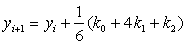 y_{i+1} = y_i + \frac{1}{6}(k_0 + 4k_1 + k_2)